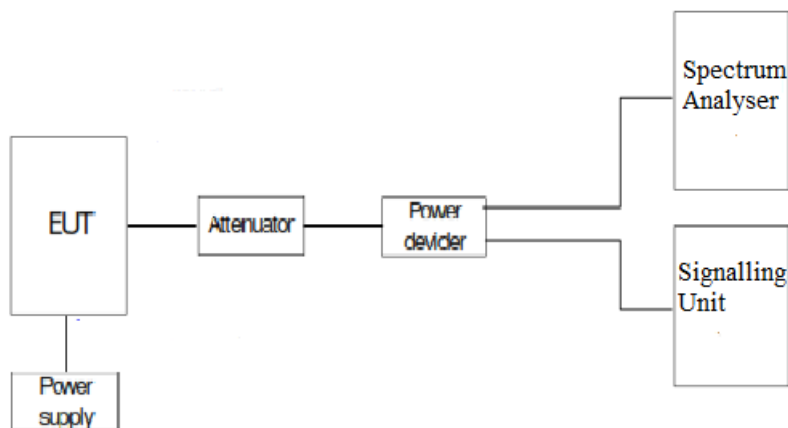 Spectrum
Analyser
EUT
Attenuator
Power
devider
Signalling
Unit
Power
supply